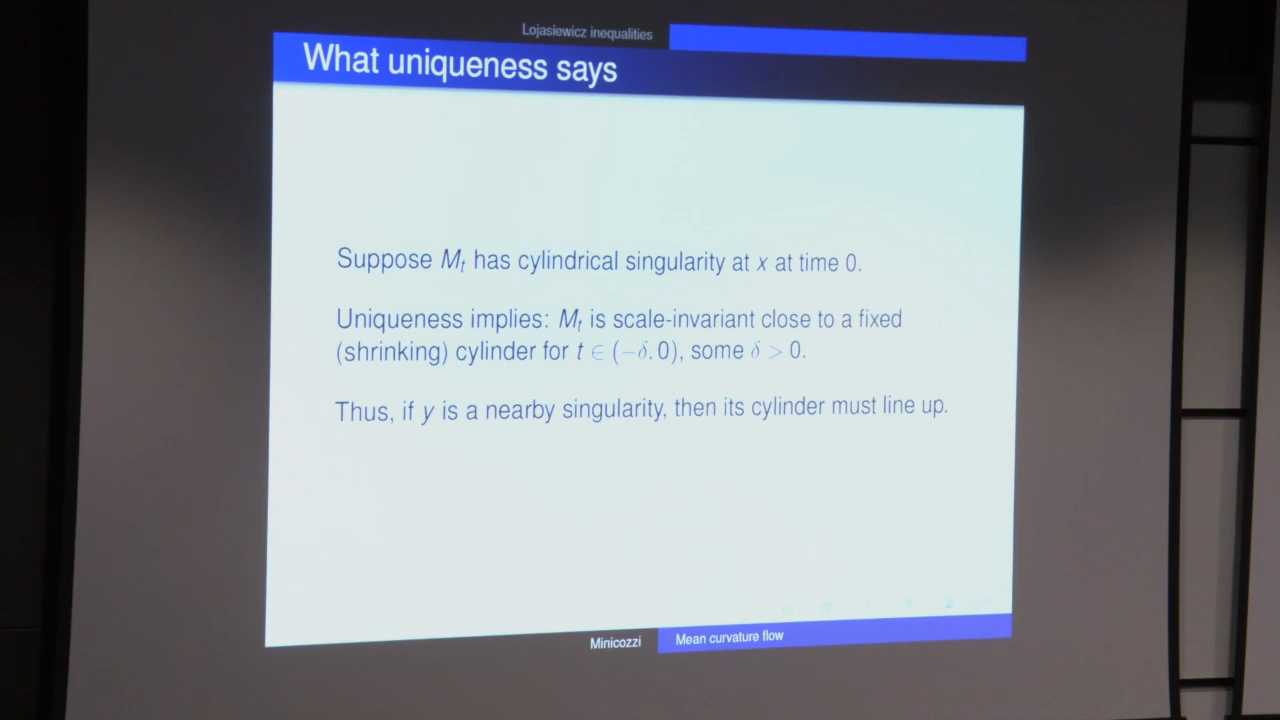 Lojasiewicz inequalities
What uniqueness says
Suppose Mₜ has cylindrical singularity at x at time 0.
Uniqueness implies: Mₜ is scale-invariant close to a fixed
(shrinking) cylinder for t ∈ (−δ, 0), some δ > 0.
Thus, if y is a nearby singularity, then its cylinder must line up.
Minicozzi
Mean curvature flow